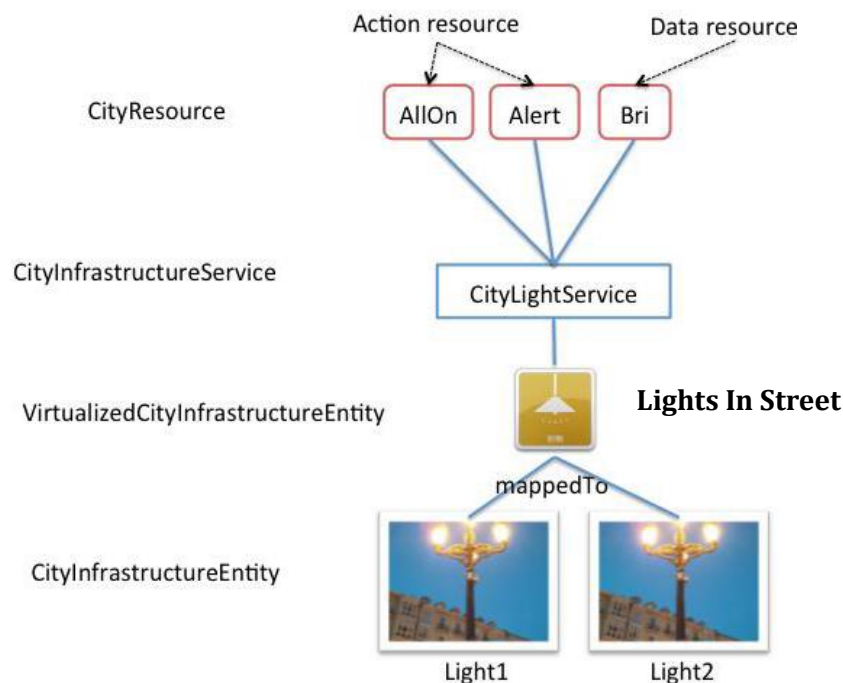 Action resource
Data resource
CityResource
AllOn
Alert
Bri
CityInfrastructureService
CityLightService
VirtualizedCityInfrastructureEntity
Lights In Street
mappedTo
CityInfrastructureEntity
Light1
Light2